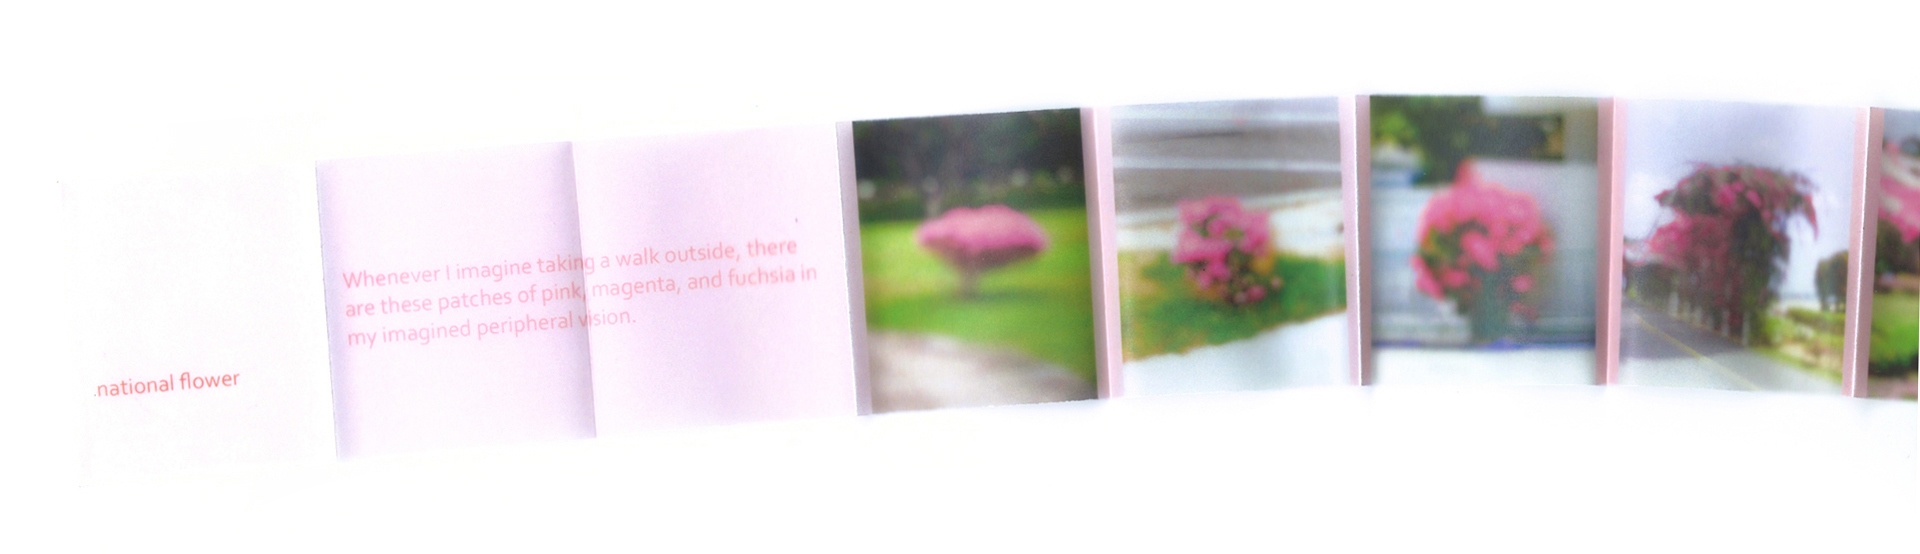 .national flower
Whenever I imagine taking a walk outside, there
are these patches of pink, magenta, and fuchsia in
my imagined peripheral vision.